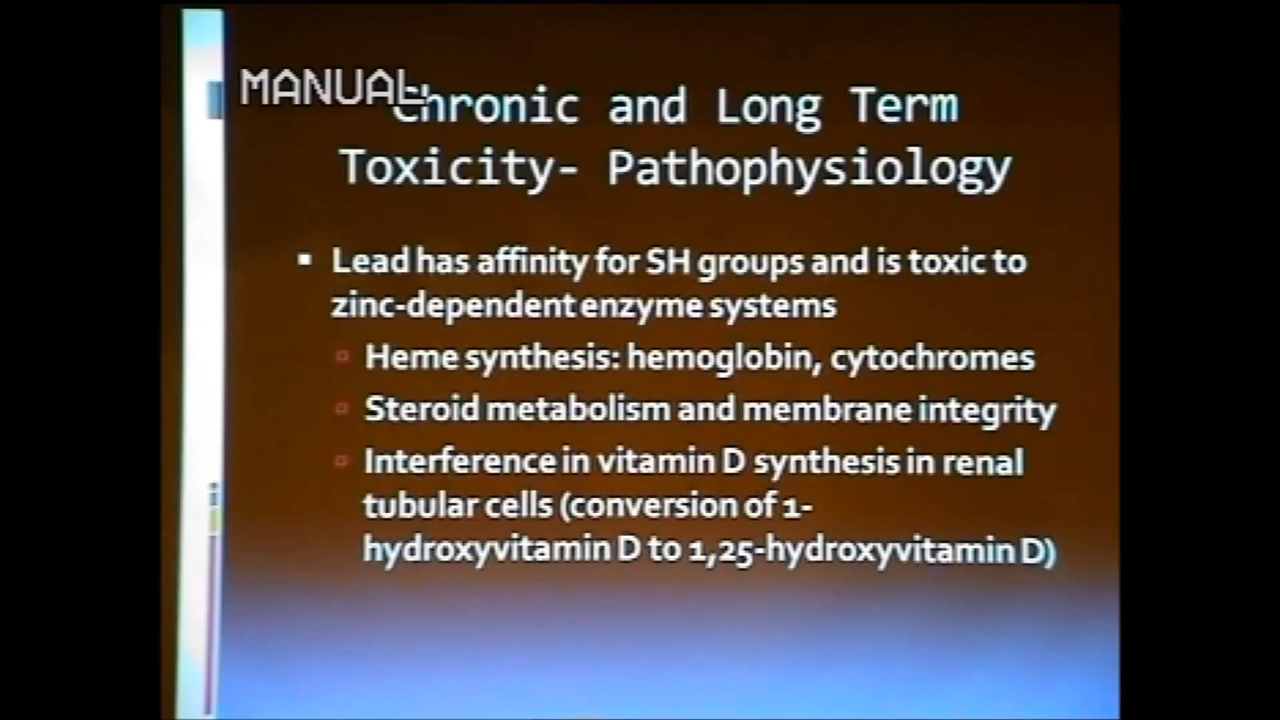 MANUAL
Chronic and Long Term
Toxicity- Pathophysiology
▪ Lead has affinity for SH groups and is toxic to
zinc-dependent enzyme systems
▫ Heme synthesis: hemoglobin, cytochromes
▫ Steroid metabolism and membrane integrity
▫ Interference in vitamin D synthesis in renal
tubular cells (conversion of 1-
hydroxyvitamin D to 1,25-hydroxyvitamin D)